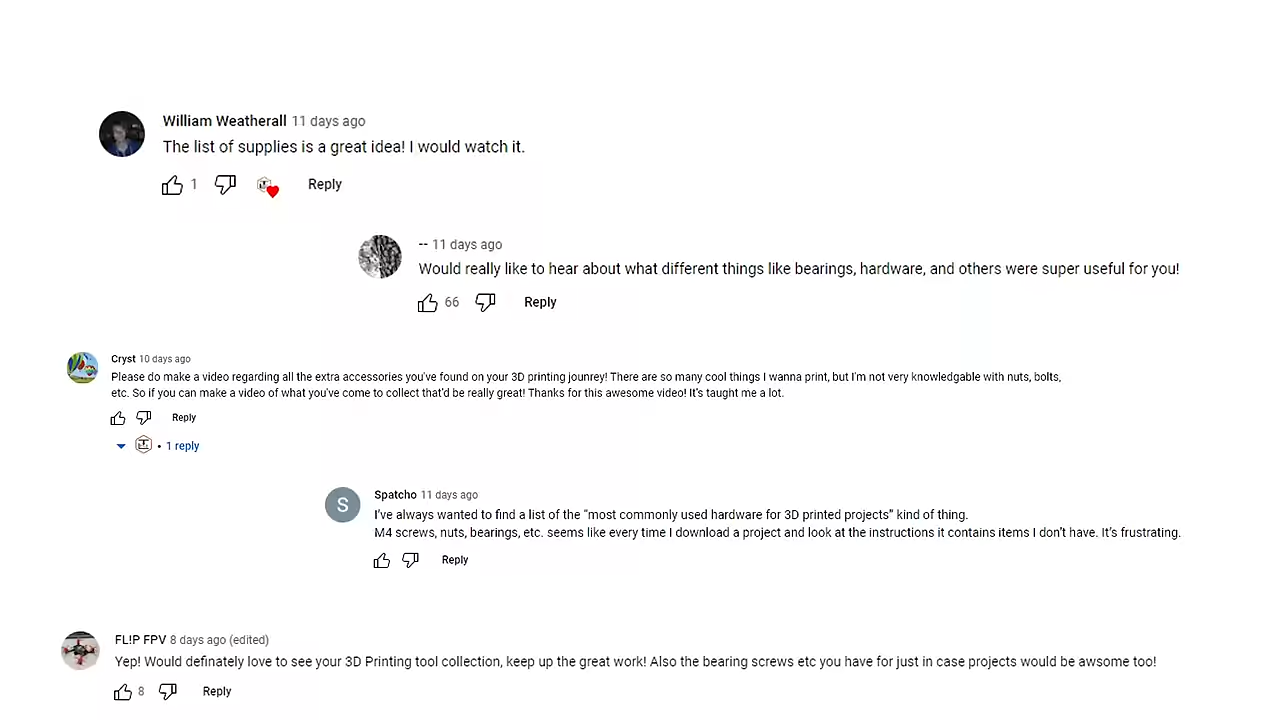 William Weatherall 11 days ago
The list of supplies is a great idea! I would watch it.
1 Reply
-- 11 days ago
Would really like to hear about what different things like bearings, hardware, and others were super useful for you!
66 Reply
Cryst 10 days ago
Please do make a video regarding all the extra accessories you've found on your 3D printing jounrey! There are so many cool things I wanna print, but I'm not very knowledgable with nuts, bolts,
etc. So if you can make a video of what you've come to collect that'd be really great! Thanks for this awesome video! It's taught me a lot.
Reply
• 1 reply
S
Spatcho 11 days ago
I've always wanted to find a list of the "most commonly used hardware for 3D printed projects" kind of thing.
M4 screws, nuts, bearings, etc. seems like every time I download a project and look at the instructions it contains items I don't have. It's frustrating.
Reply
FL!P FPV 8 days ago (edited)
Yep! Would definately love to see your 3D Printing tool collection, keep up the great work! Also the bearing screws etc you have for just in case projects would be awsome too!
8 Reply